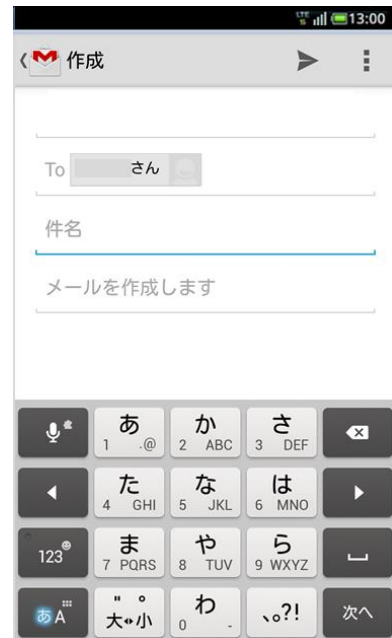 LTE 13:00
作成
To さん
件名
メールを作成します
あ 1 .@ か 2 ABC さ 3 DEF
た 4 GHI な 5 JKL は 6 MNO
123 ま 7 PQRS や 8 TUV ら 9 WXYZ
あA 大⇔小 ゛゜ わ 0 - 、。?! 次へ